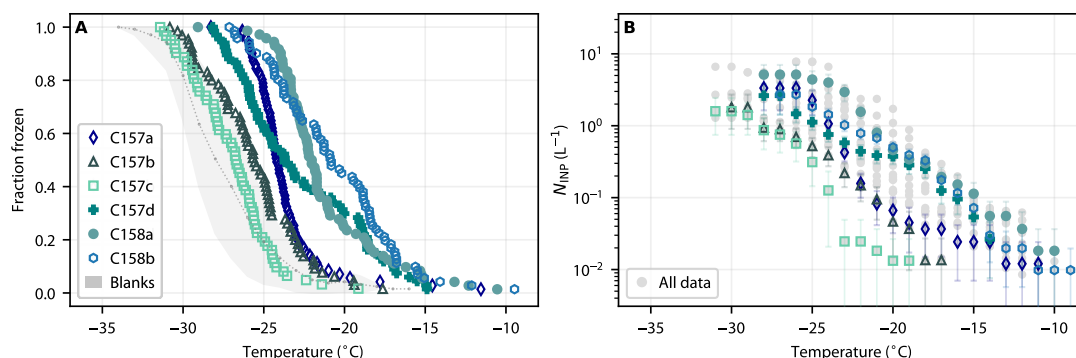 A
1.0
0.8
0.6
0.4
0.2
0.0
Fraction frozen
C157a
C157b
C157c
C157d
C158a
C158b
Blanks
−35
−30
−25
−20
−15
−10
Temperature (°C)
B
10¹
10⁰
10⁻¹
10⁻²
N_INP (L⁻¹)
All data
−35
−30
−25
−20
−15
−10
Temperature (°C)